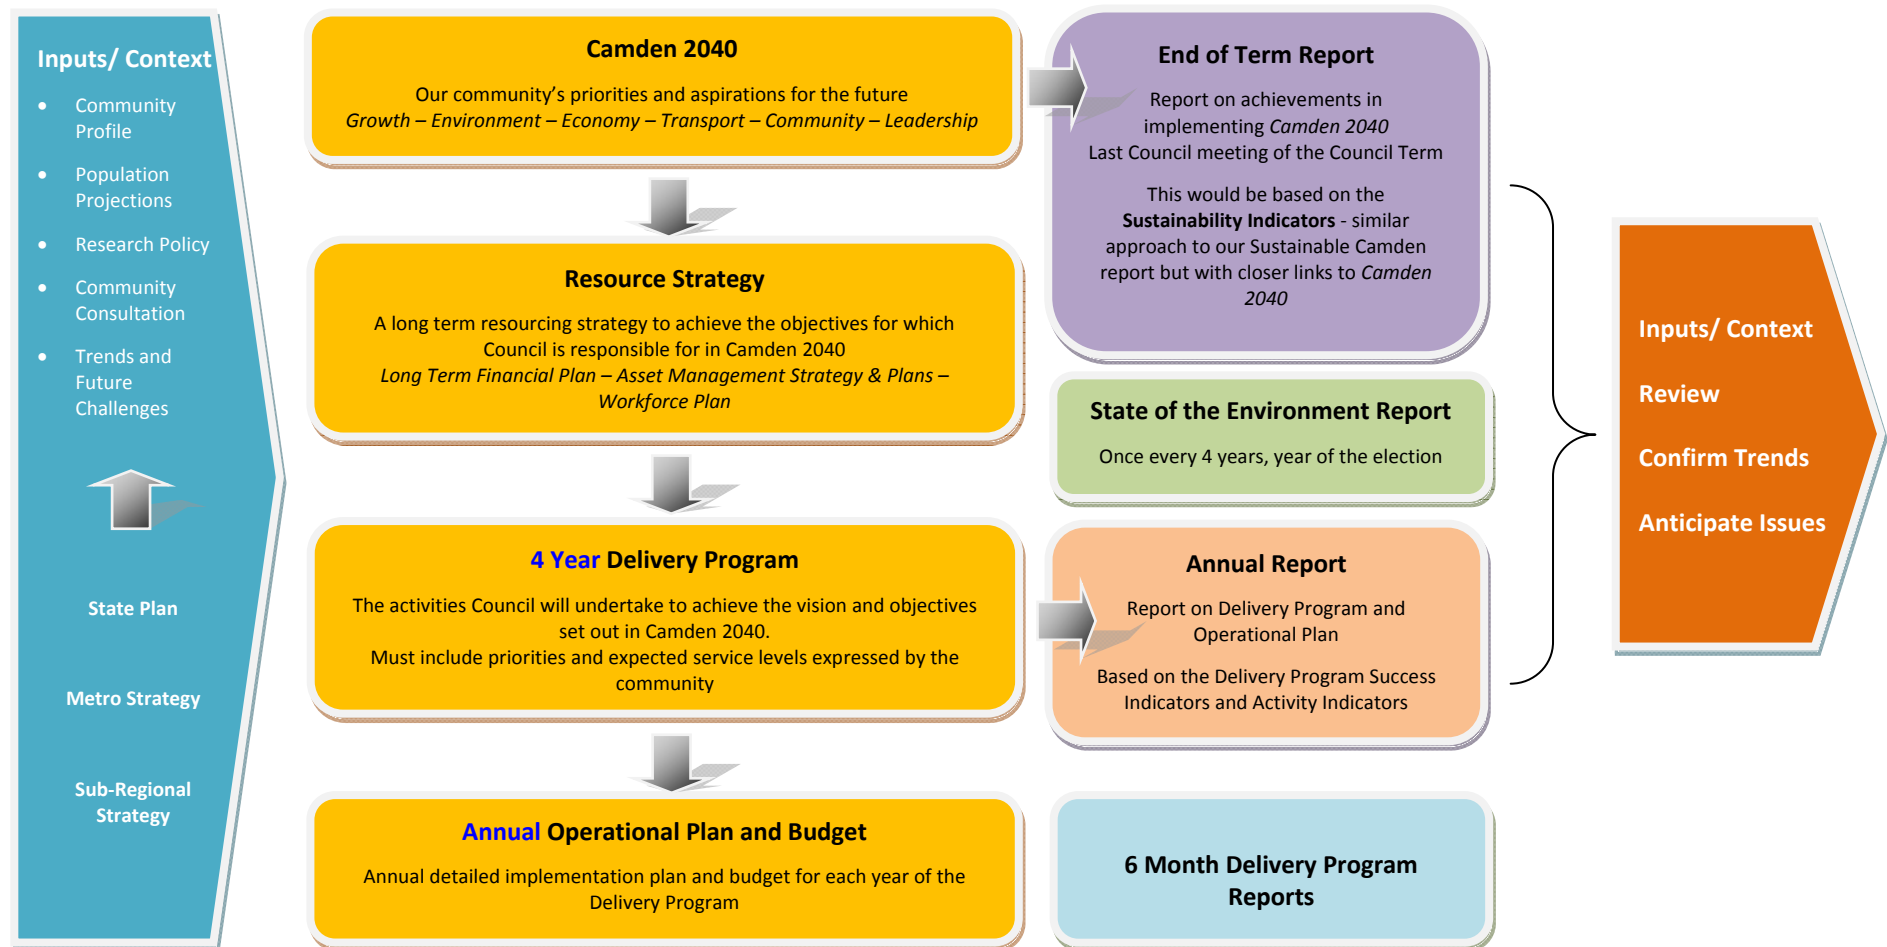 Inputs/ Context
• Community
Profile
• Population
Projections
• Research Policy
• Community
Consultation
• Trends and
Future
Challenges
State Plan
Metro Strategy
Sub-Regional
Strategy
Camden 2040
Our community’s priorities and aspirations for the future
Growth – Environment – Economy – Transport – Community – Leadership
Resource Strategy
A long term resourcing strategy to achieve the objectives for which
Council is responsible for in Camden 2040
Long Term Financial Plan – Asset Management Strategy & Plans –
Workforce Plan
4 Year Delivery Program
The activities Council will undertake to achieve the vision and objectives
set out in Camden 2040.
Must include priorities and expected service levels expressed by the
community
Annual Operational Plan and Budget
Annual detailed implementation plan and budget for each year of the
Delivery Program
End of Term Report
Report on achievements in
implementing Camden 2040
Last Council meeting of the Council Term
This would be based on the
Sustainability Indicators - similar
approach to our Sustainable Camden
report but with closer links to Camden
2040
State of the Environment Report
Once every 4 years, year of the election
Annual Report
Report on Delivery Program and
Operational Plan
Based on the Delivery Program Success
Indicators and Activity Indicators
6 Month Delivery Program
Reports
Inputs/ Context
Review
Confirm Trends
Anticipate Issues